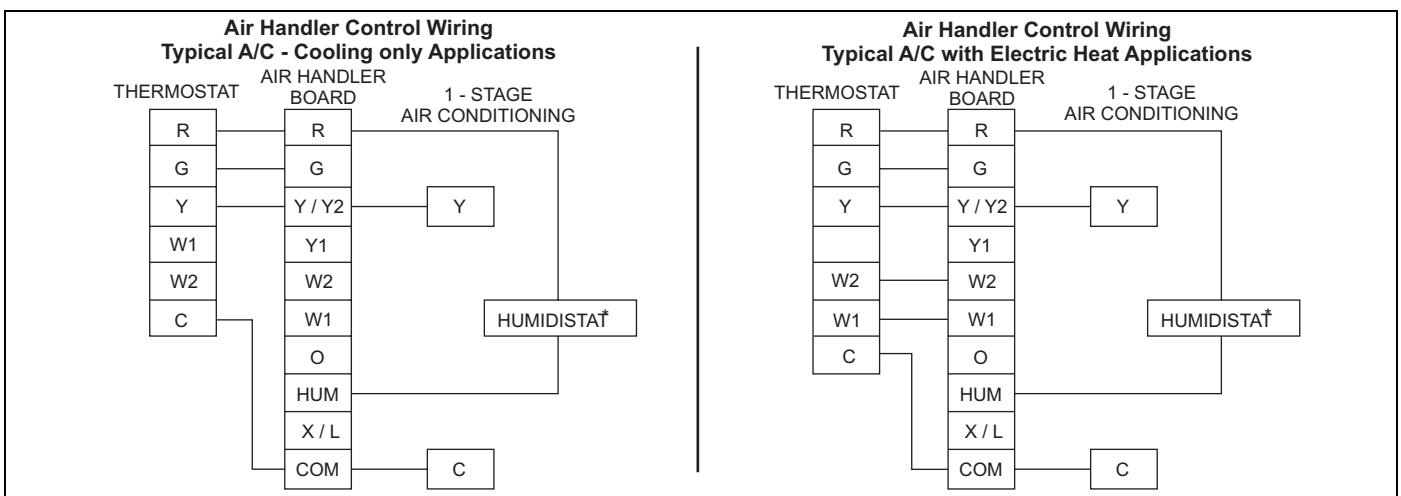 Air Handler Control Wiring
Typical A/C - Cooling only Applications
THERMOSTAT
AIR HANDLER
BOARD
1 - STAGE
AIR CONDITIONING
R
G
Y
W1
W2
C
R
G
Y / Y2
Y1
W2
W1
O
HUM
X / L
COM
Y
HUMIDISTAT*
C
Air Handler Control Wiring
Typical A/C with Electric Heat Applications
THERMOSTAT
AIR HANDLER
BOARD
1 - STAGE
AIR CONDITIONING
R
G
Y
W2
W1
C
R
G
Y / Y2
Y1
W2
W1
O
HUM
X / L
COM
Y
HUMIDISTAT*
C